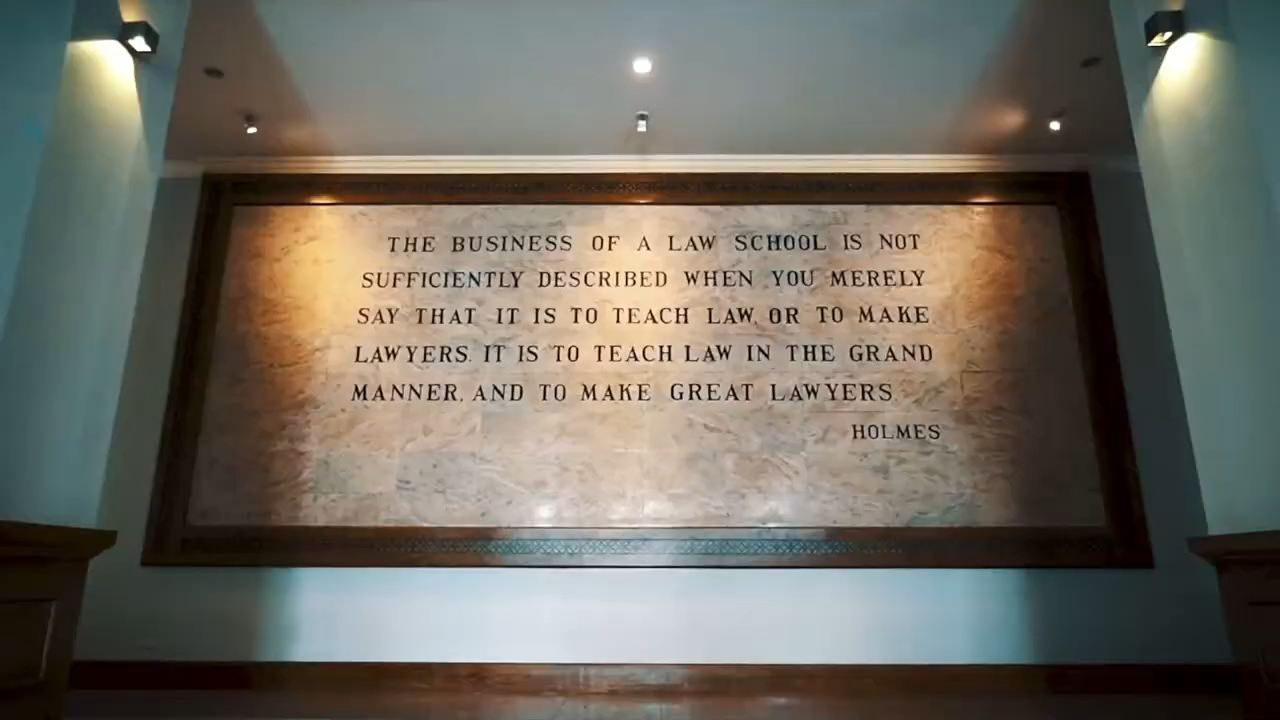 THE BUSINESS OF A LAW SCHOOL IS NOT
SUFFICIENTLY DESCRIBED WHEN YOU MERELY
SAY THAT IT IS TO TEACH LAW, OR TO MAKE
LAWYERS. IT IS TO TEACH LAW IN THE GRAND
MANNER, AND TO MAKE GREAT LAWYERS
HOLMES